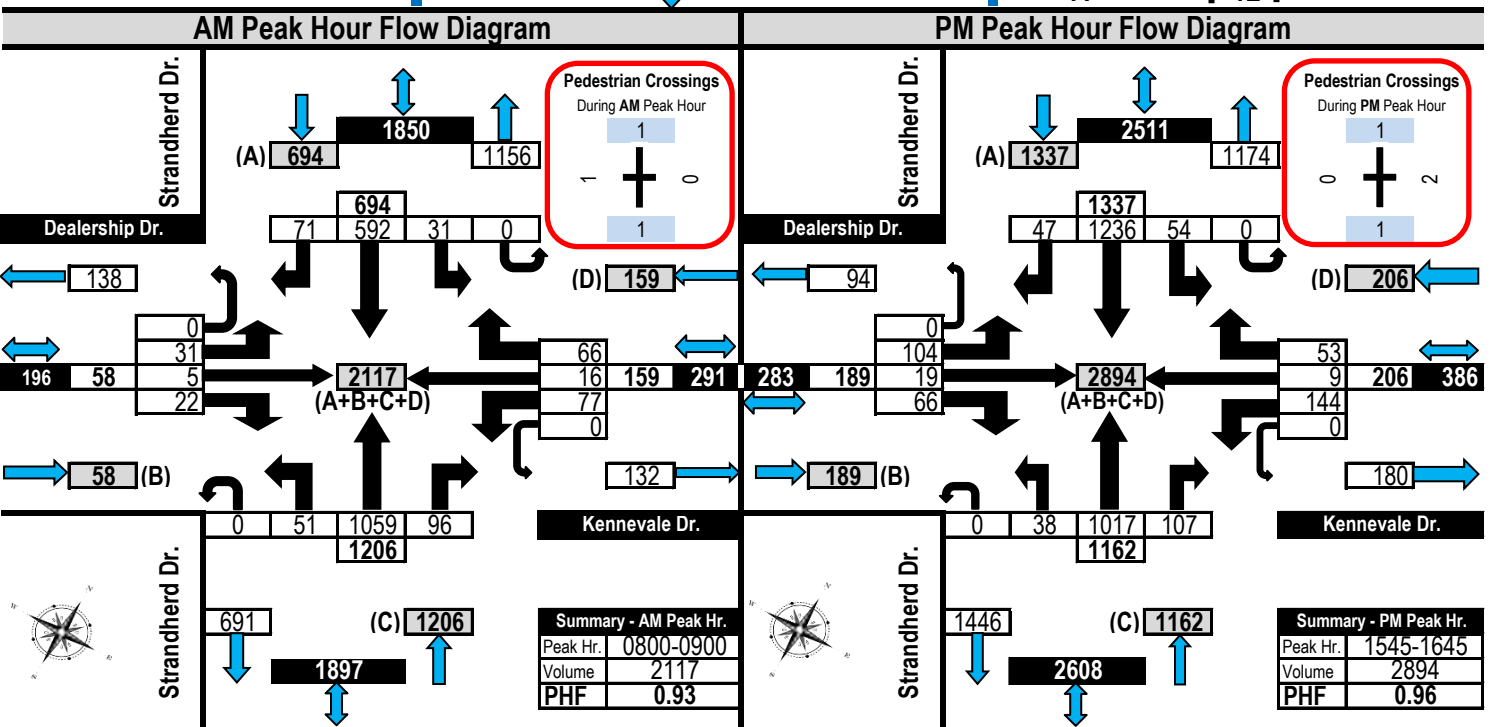 AM Peak Hour Flow Diagram
Strandherd Dr.
Dealership Dr.
Pedestrian Crossings
During AM Peak Hour
1
1 0
1
1850
(A) 694 1156
694
71 592 31 0
138
(D) 159
0
31
5
22
196 58
2117
(A+B+C+D)
66
16
77
0
159 291
58 (B)
132
0 51 1059 96
1206
Kennevale Dr.
Strandherd Dr.
N
W
E
S
691
(C) 1206
1897
Summary - AM Peak Hr.
Peak Hr. 0800-0900
Volume 2117
PHF 0.93
PM Peak Hour Flow Diagram
Strandherd Dr.
Dealership Dr.
Pedestrian Crossings
During PM Peak Hour
1
0 2
1
2511
(A) 1337 1174
1337
47 1236 54 0
94
(D) 206
0
104
19
66
283 189
2894
(A+B+C+D)
53
9
144
0
206 386
189 (B)
180
0 38 1017 107
1162
Kennevale Dr.
Strandherd Dr.
N
W
E
S
1446
(C) 1162
2608
Summary - PM Peak Hr.
Peak Hr. 1545-1645
Volume 2894
PHF 0.96